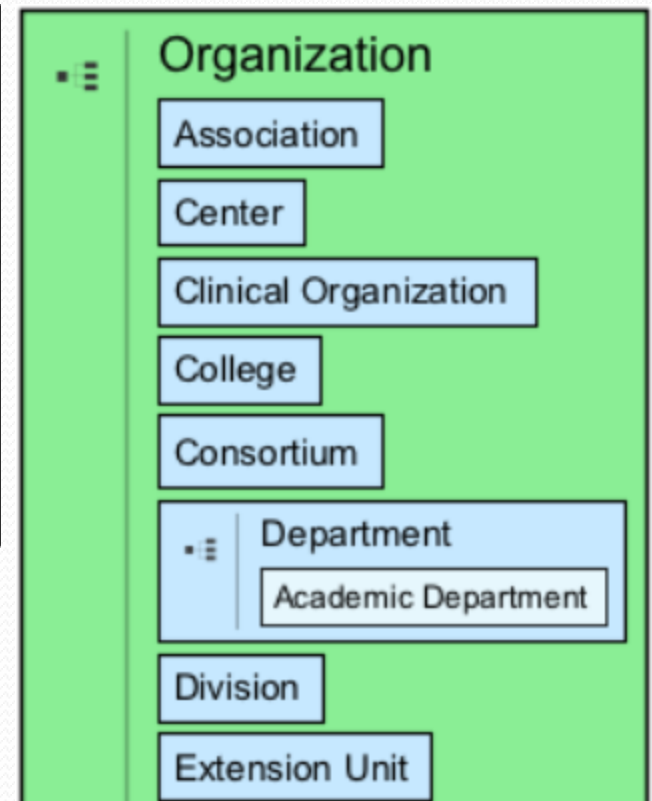 Organization
Association
Center
Clinical Organization
College
Consortium
Department
Academic Department
Division
Extension Unit